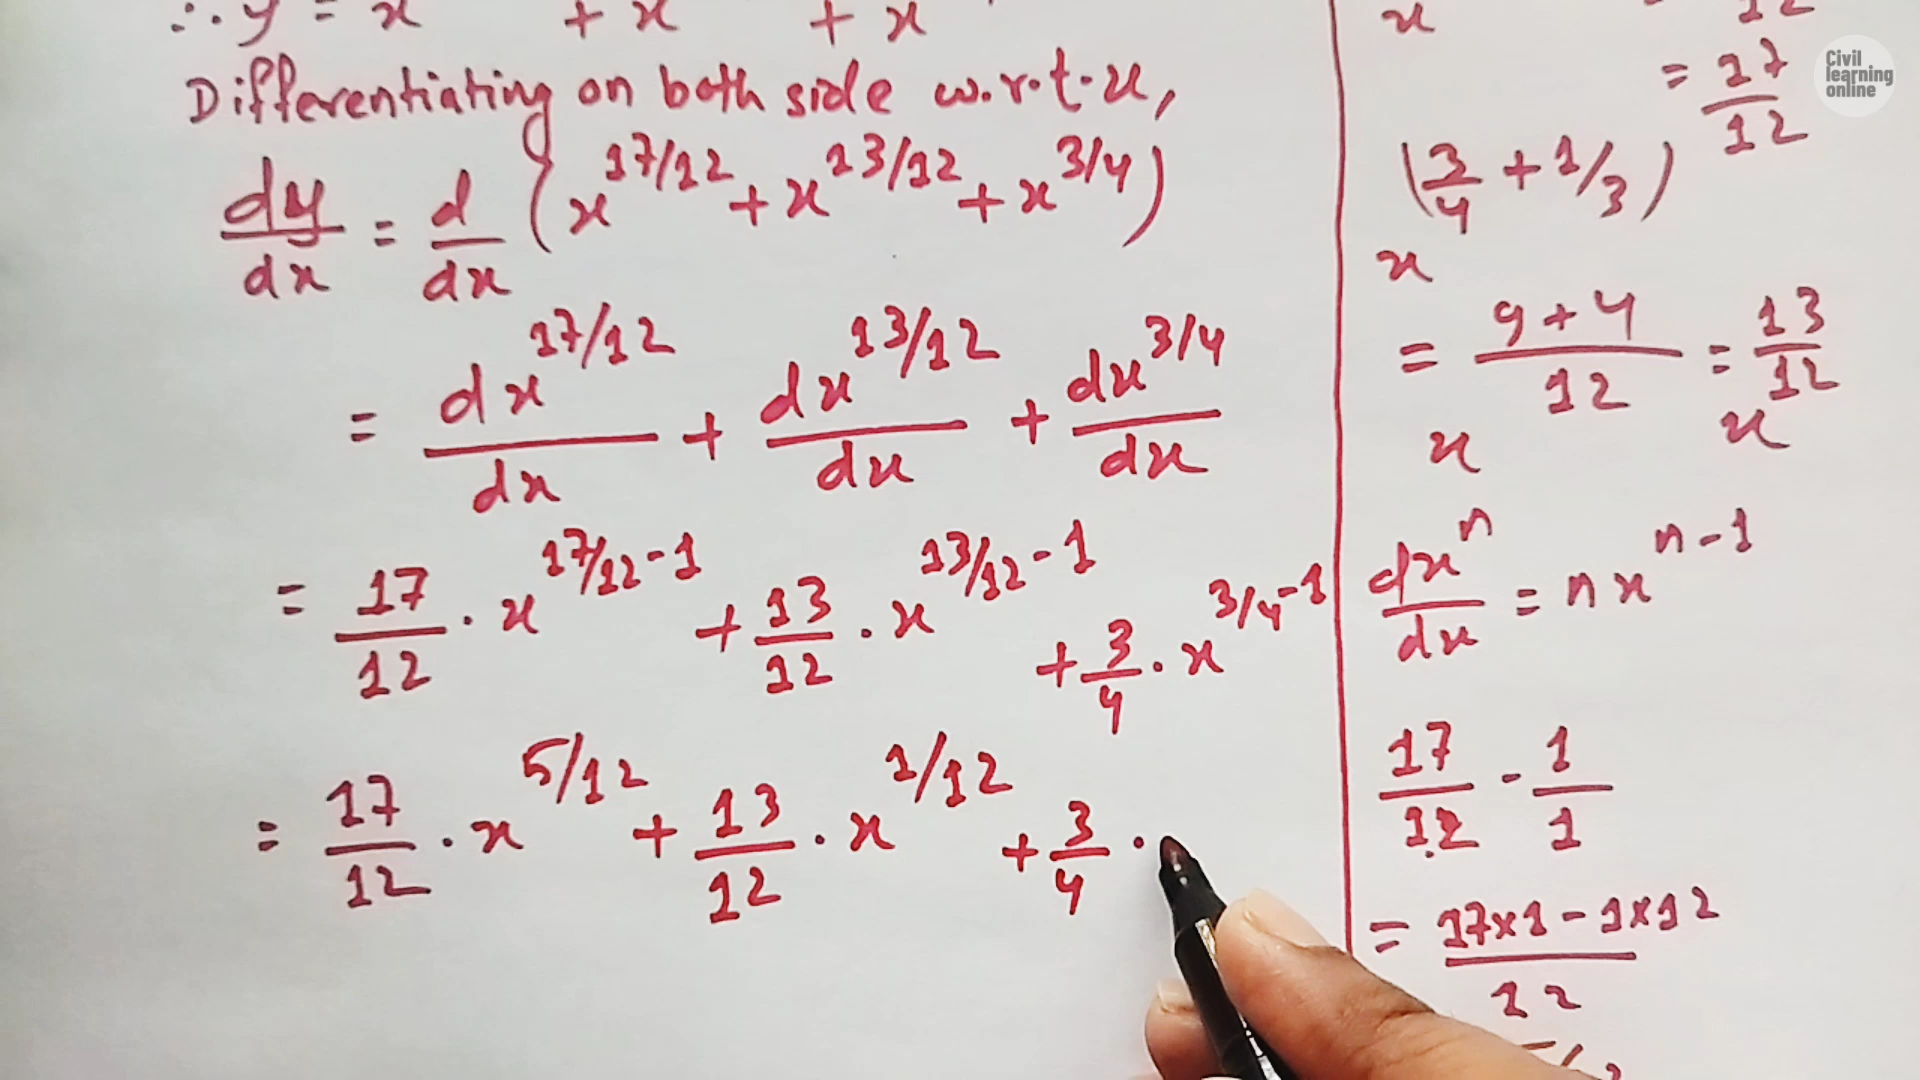 ∴ y = x + x + x
Differentiating on both side w.r.t. x,
dy/dx = d/dx (x^17/12 + x^13/12 + x^3/4)
= dx^17/12 / dx + dx^13/12 / dx + dx^3/4 / dx
= 17/12 · x^17/12-1 + 13/12 · x^13/12-1
+ 3/4 · x^3/4-1
= 17/12 · x^5/12 + 13/12 · x^1/12 + 3/4 ·
x
= 17/12
x^(3/4 + 1/3)
= x^9+4/12 = x^13/12
dx^n/dx = nx^n-1
17/12 - 1/1
= 17×1-1×12 / 12
Civil
learning
online